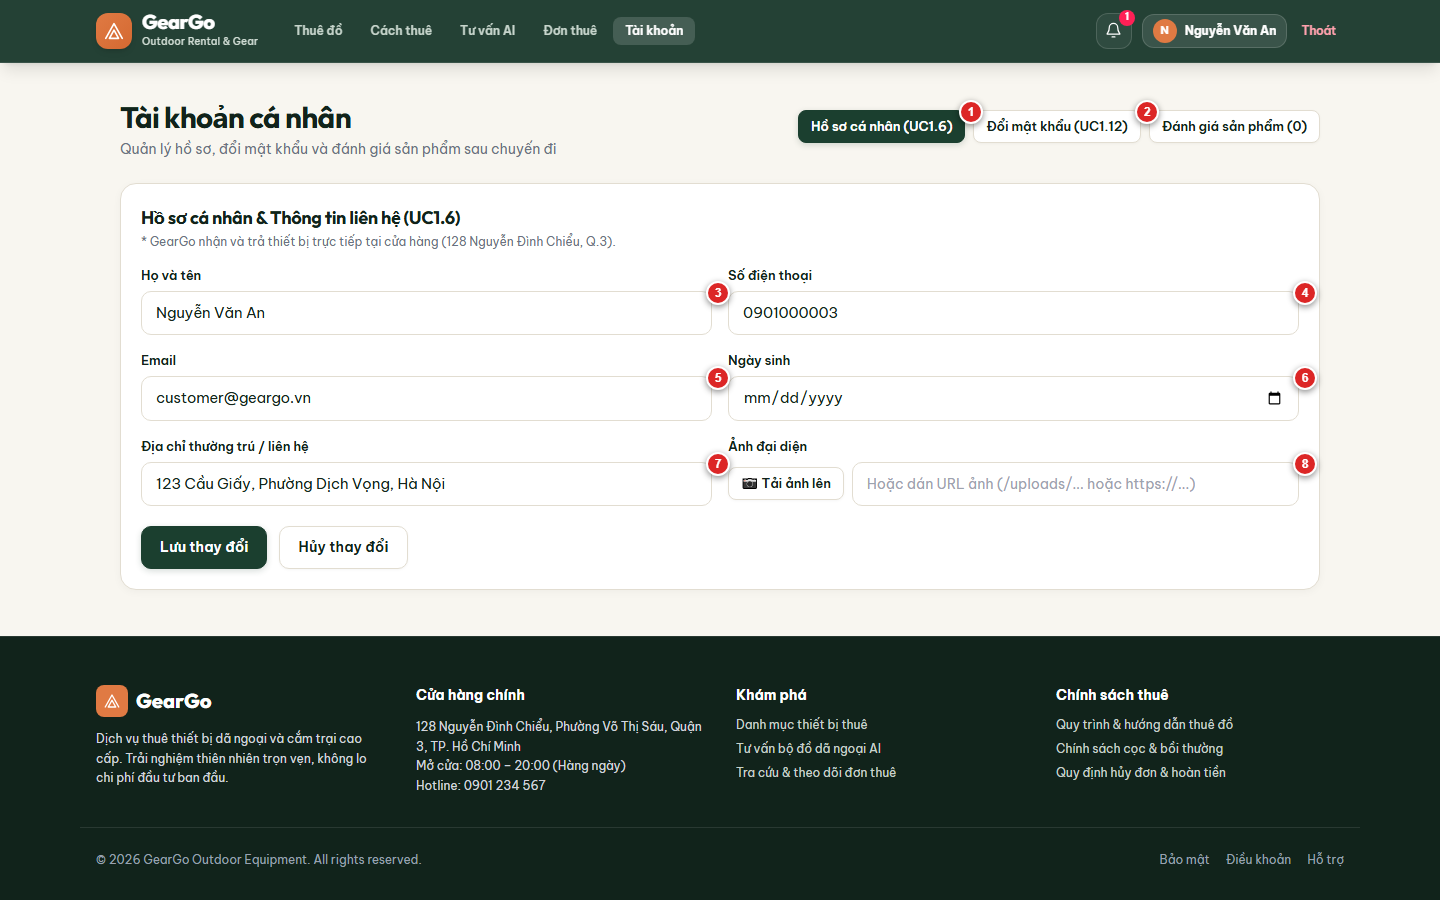 GearGo
Outdoor Rental & Gear
Thuê đồ
Cách thuê
Tư vấn AI
Đơn thuê
Tài khoản
1
N
Nguyễn Văn An
Thoát
Tài khoản cá nhân
Quản lý hồ sơ, đổi mật khẩu và đánh giá sản phẩm sau chuyến đi
Hồ sơ cá nhân (UC1.6)
1
Đổi mật khẩu (UC1.12)
2
Đánh giá sản phẩm (0)
Hồ sơ cá nhân & Thông tin liên hệ (UC1.6)
* GearGo nhận và trả thiết bị trực tiếp tại cửa hàng (128 Nguyễn Đình Chiểu, Q.3).
Họ và tên
Nguyễn Văn An
3
Số điện thoại
0901000003
4
Email
customer@geargo.vn
5
Ngày sinh
mm/dd/yyyy
6
Địa chỉ thường trú / liên hệ
123 Cầu Giấy, Phường Dịch Vọng, Hà Nội
7
Ảnh đại diện
Tải ảnh lên
Hoặc dán URL ảnh (/uploads/... hoặc https://...)
8
Lưu thay đổi
Hủy thay đổi
GearGo
Dịch vụ thuê thiết bị dã ngoại và cắm trại cao
cấp. Trải nghiệm thiên nhiên trọn vẹn, không lo
chi phí đầu tư ban đầu.
Cửa hàng chính
128 Nguyễn Đình Chiểu, Phường Võ Thị Sáu, Quận
3, TP. Hồ Chí Minh
Mở cửa: 08:00 – 20:00 (Hàng ngày)
Hotline: 0901 234 567
Khám phá
Danh mục thiết bị thuê
Tư vấn bộ đồ dã ngoại AI
Tra cứu & theo dõi đơn thuê
Chính sách thuê
Quy trình & hướng dẫn thuê đồ
Chính sách cọc & bồi thường
Quy định hủy đơn & hoàn tiền
© 2026 GearGo Outdoor Equipment. All rights reserved.
Bảo mật
Điều khoản
Hỗ trợ